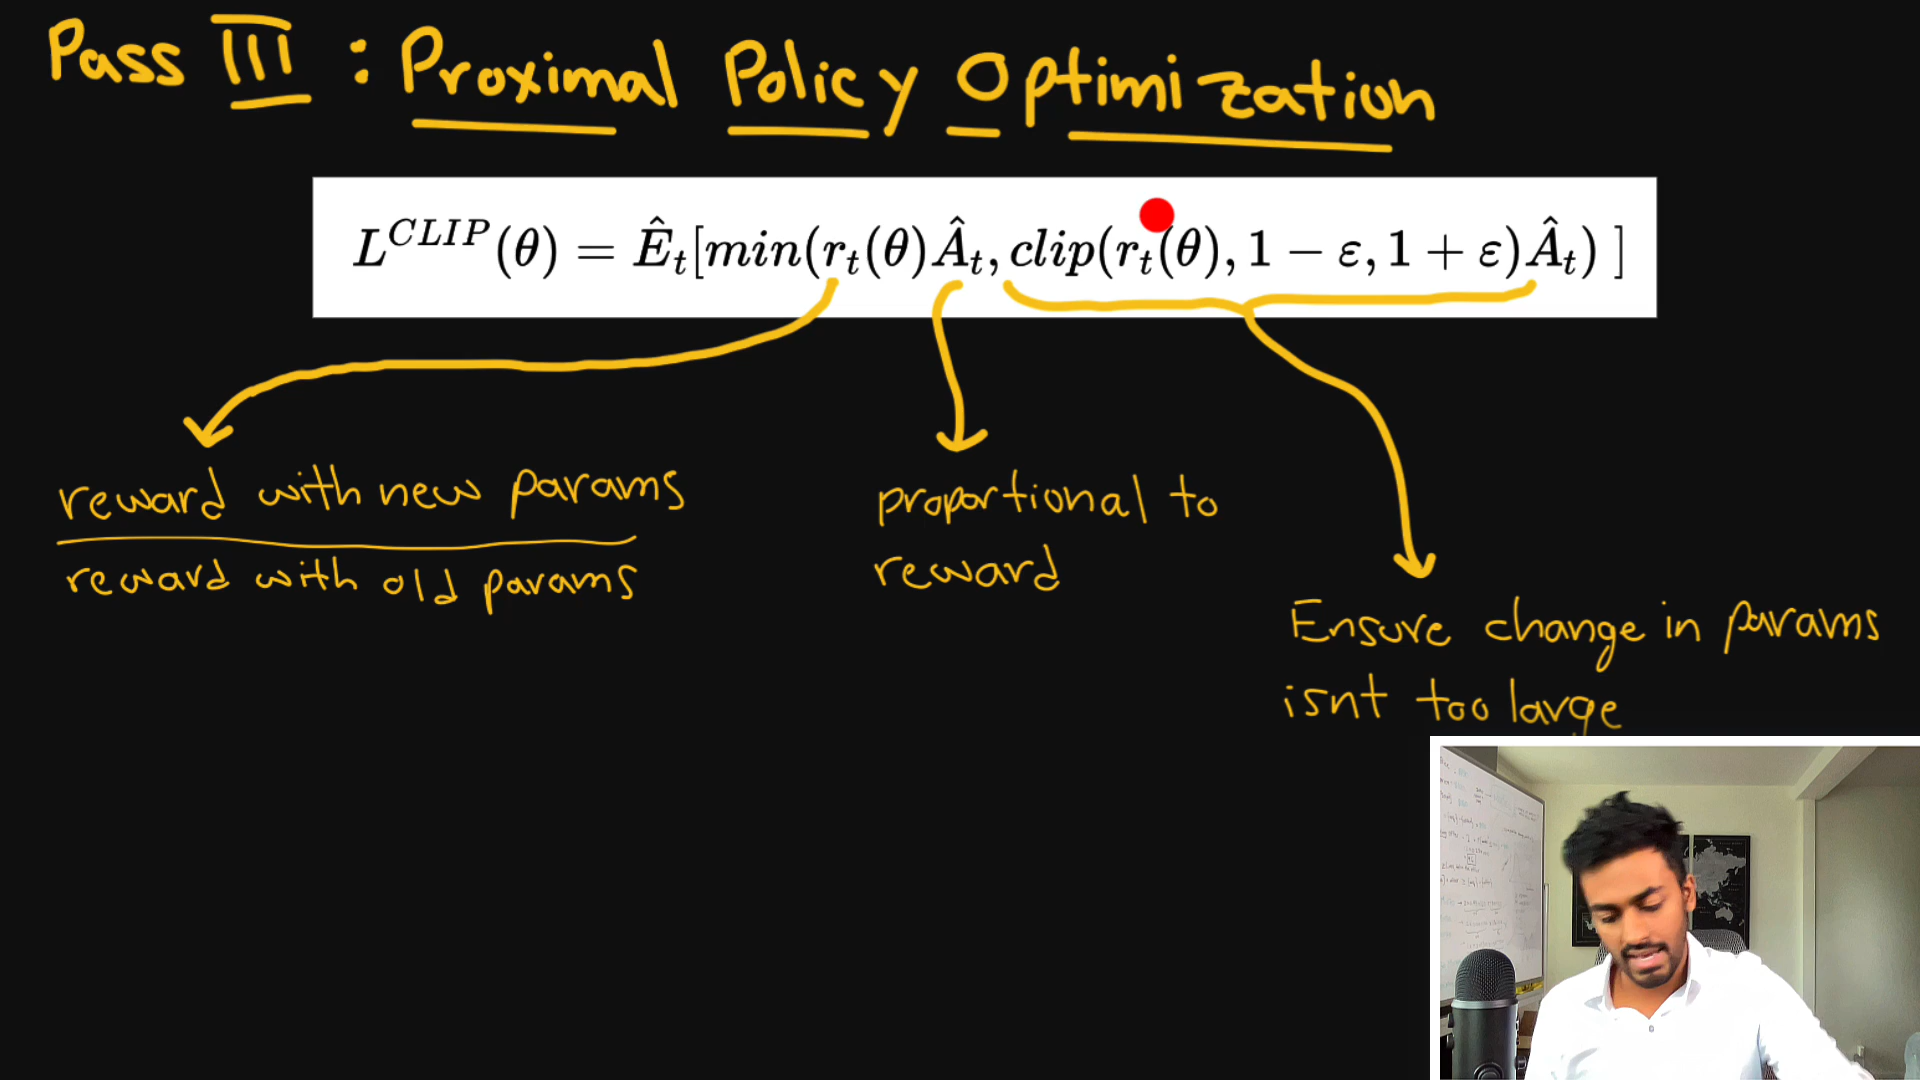 Pass III : Proximal Policy Optimization
L^{CLIP}(θ) = Ê_t[min(r_t(θ)Â_t, clip(r_t(θ), 1 − ε, 1 + ε)Â_t) ]
reward with new params
reward with old params
proportional to
reward
Ensure change in params
isnt too large